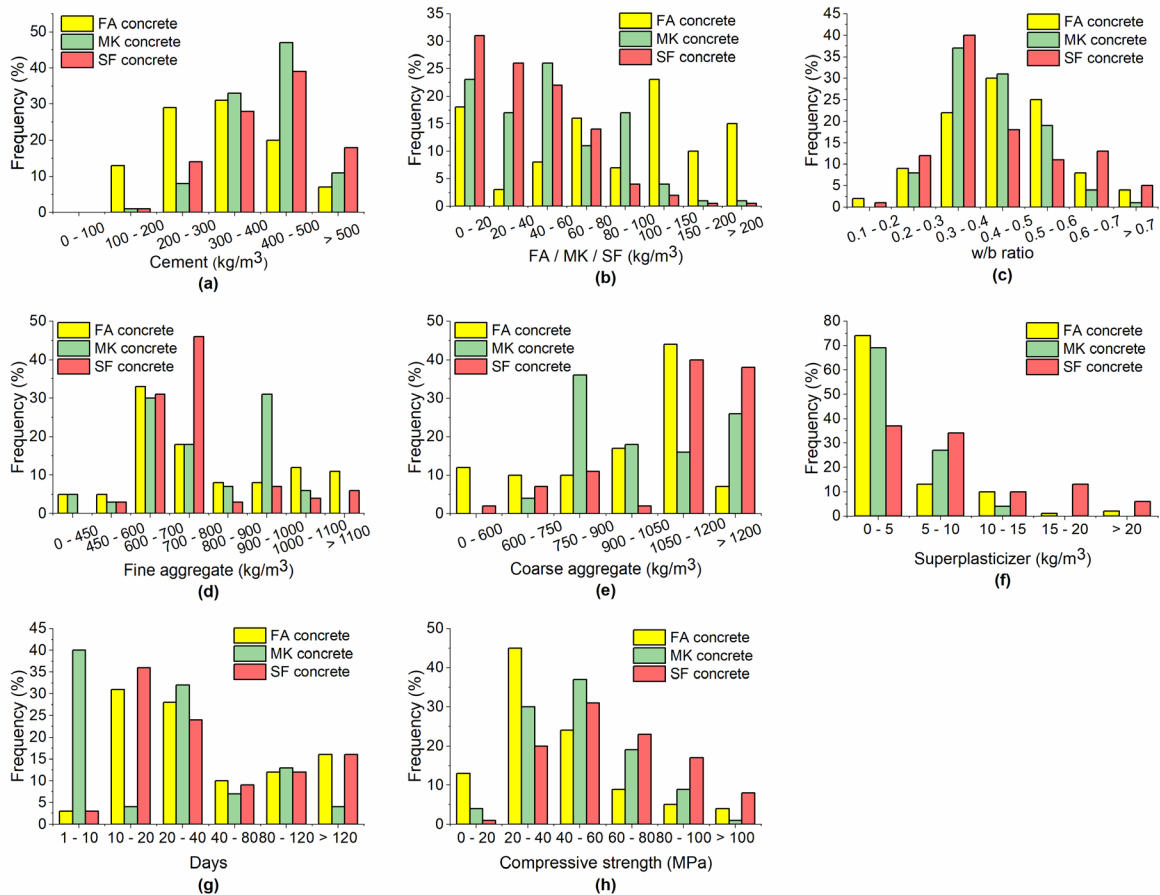 Frequency (%)
50
40
30
20
10
0
FA concrete
MK concrete
SF concrete
0 - 100
100 - 200
200 - 300
300 - 400
400 - 500
> 500
Cement (kg/m³)
(a)
Frequency (%)
35
30
25
20
15
10
5
0
FA concrete
MK concrete
SF concrete
0 - 20
20 - 40
40 - 60
60 - 80
80 - 100
100 - 150
150 - 200
> 200
FA / MK / SF (kg/m³)
(b)
Frequency (%)
45
40
35
30
25
20
15
10
5
0
FA concrete
MK concrete
SF concrete
0.1 - 0.2
0.2 - 0.3
0.3 - 0.4
0.4 - 0.5
0.5 - 0.6
0.6 - 0.7
> 0.7
w/b ratio
(c)
Frequency (%)
50
40
30
20
10
0
FA concrete
MK concrete
SF concrete
0 - 450
450 - 600
600 - 700
700 - 800
800 - 900
900 - 1000
1000 - 1100
> 1100
Fine aggregate (kg/m³)
(d)
Frequency (%)
50
40
30
20
10
0
FA concrete
MK concrete
SF concrete
0 - 600
600 - 750
750 - 900
900 - 1050
1050 - 1200
> 1200
Coarse aggregate (kg/m³)
(e)
Frequency (%)
80
70
60
50
40
30
20
10
0
FA concrete
MK concrete
SF concrete
0 - 5
5 - 10
10 - 15
15 - 20
> 20
Superplasticizer (kg/m³)
(f)
Frequency (%)
45
40
35
30
25
20
15
10
5
0
FA concrete
MK concrete
SF concrete
1 - 10
10 - 20
20 - 40
40 - 80
80 - 120
> 120
Days
(g)
Frequency (%)
50
40
30
20
10
0
FA concrete
MK concrete
SF concrete
0 - 20
20 - 40
40 - 60
60 - 80
80 - 100
> 100
Compressive strength (MPa)
(h)